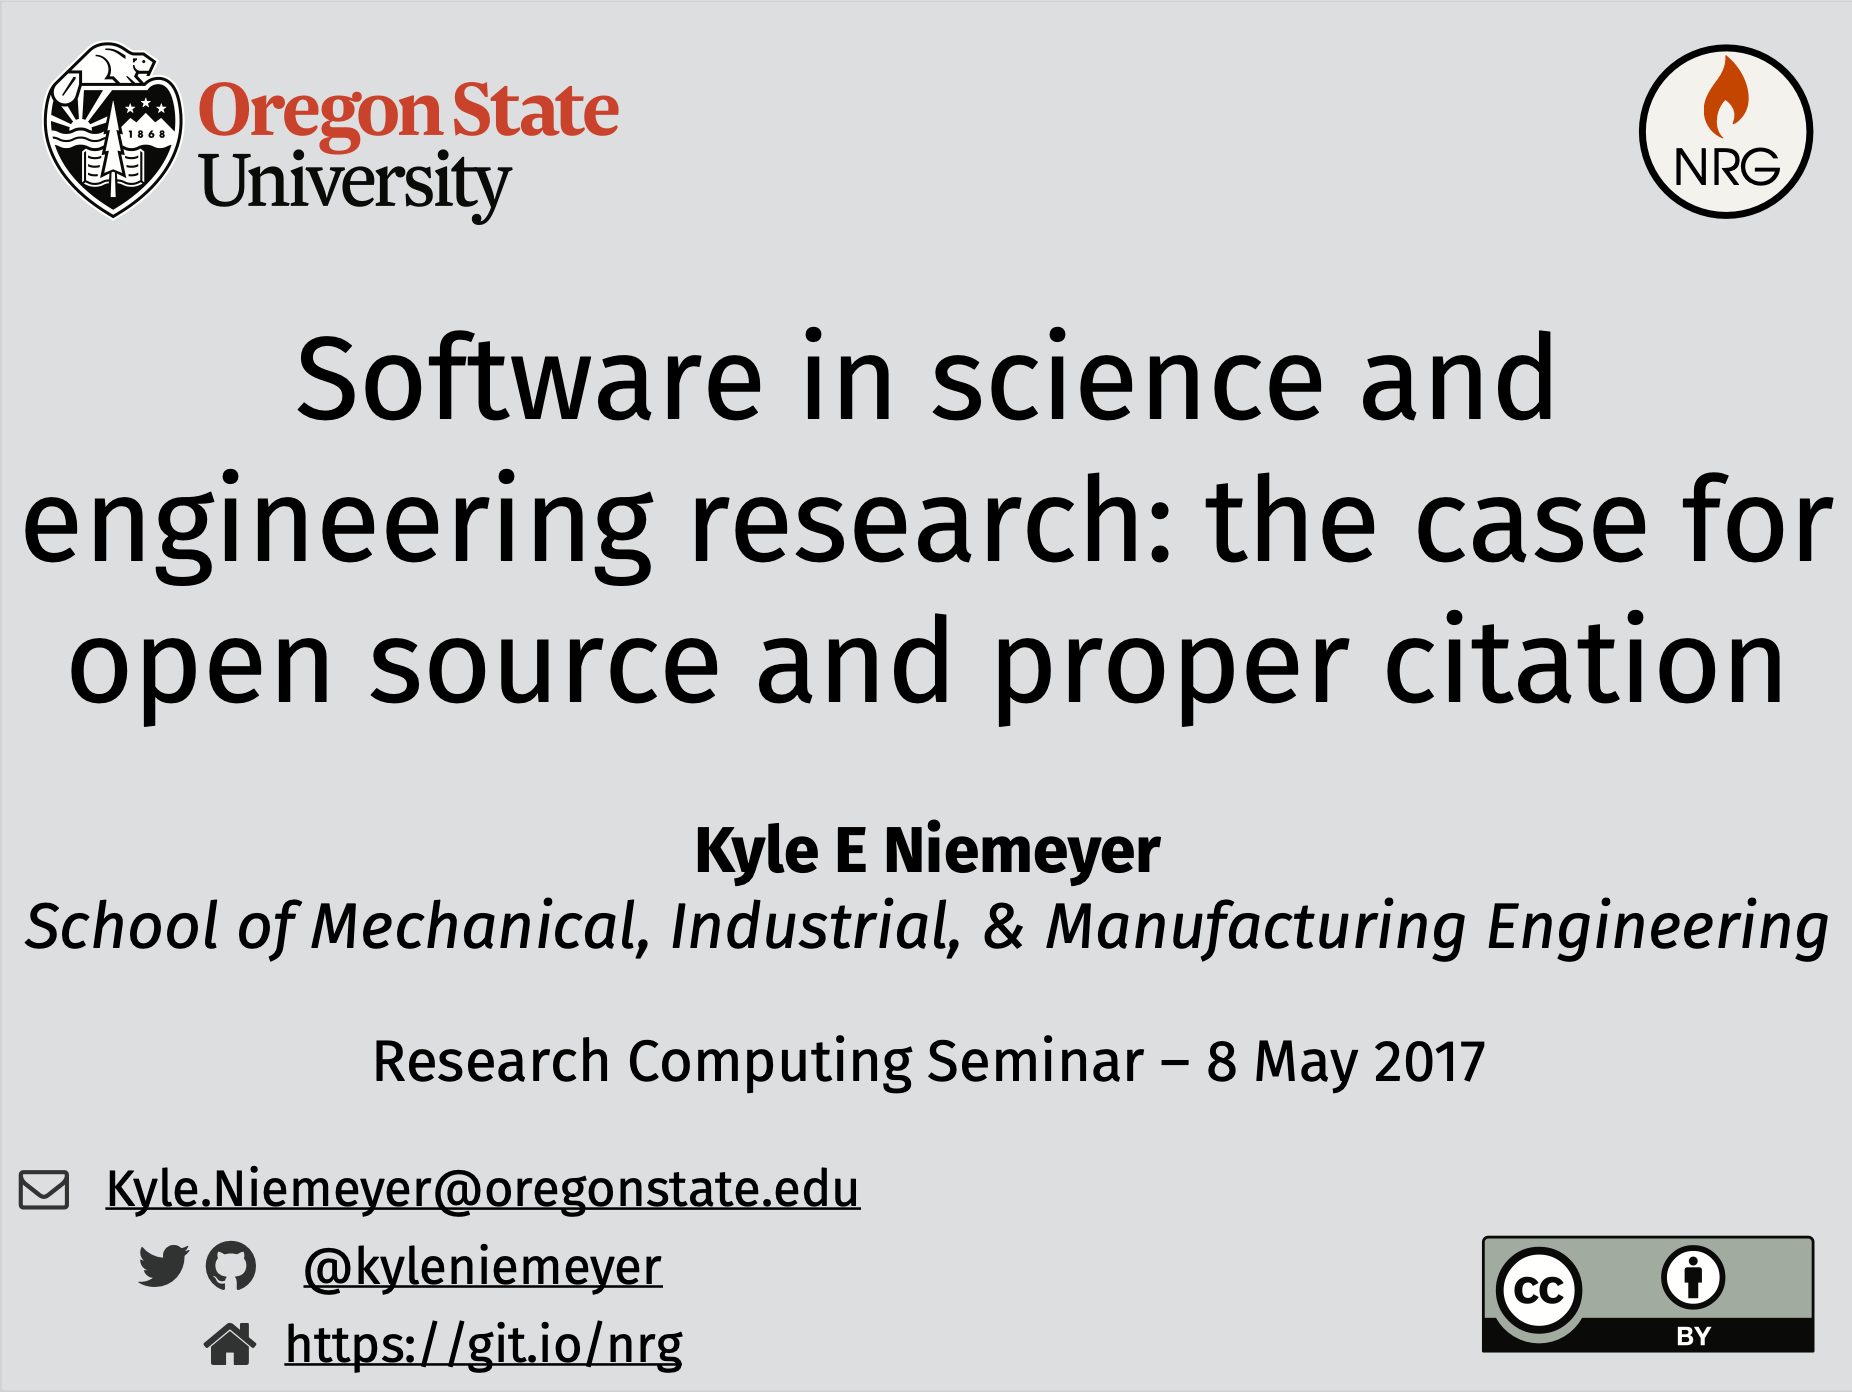 Oregon State
University
1868
NRG
Software in science and
engineering research: the case for
open source and proper citation
Kyle E Niemeyer
School of Mechanical, Industrial, & Manufacturing Engineering
Research Computing Seminar – 8 May 2017
Kyle.Niemeyer@oregonstate.edu
@kyleniemeyer
https://git.io/nrg
CC
BY